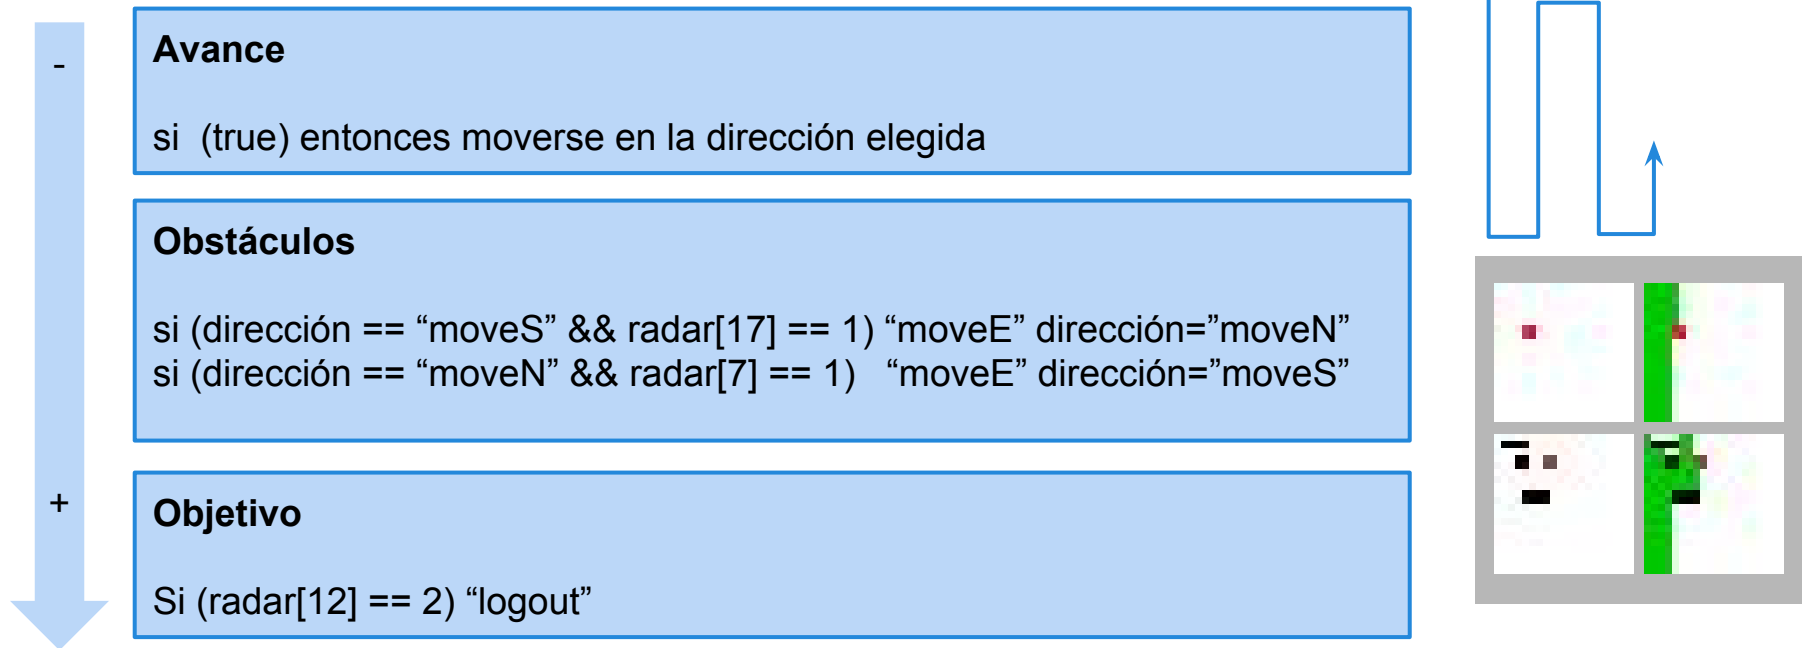 -
Avance
si  (true) entonces moverse en la dirección elegida
Obstáculos
si (dirección == “moveS” && radar[17] == 1) “moveE” dirección=”moveN”
si (dirección == “moveN” && radar[7] == 1)   “moveE” dirección=”moveS”
+
Objetivo
Si (radar[12] == 2) “logout”